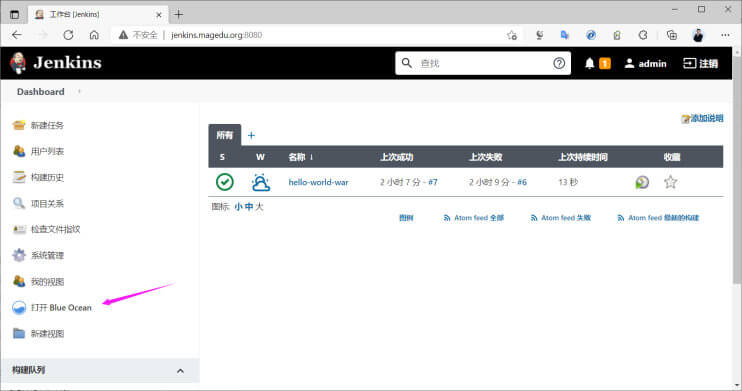 工作台 [Jenkins]
不安全 | jenkins.magedu.org:8080
Jenkins
查找
1
admin
注销
Dashboard
新建任务
用户列表
构建历史
项目关系
检查文件指纹
系统管理
我的视图
打开 Blue Ocean
新建视图
构建队列
添加说明
所有 +
S W 名称 ↓ 上次成功 上次失败 上次持续时间 收藏
hello-world-war 2 小时 7 分 - #7 2 小时 9 分 - #6 13 秒
图标: 小 中 大
图例 Atom feed 全部 Atom feed 失败 Atom feed 最新的构建